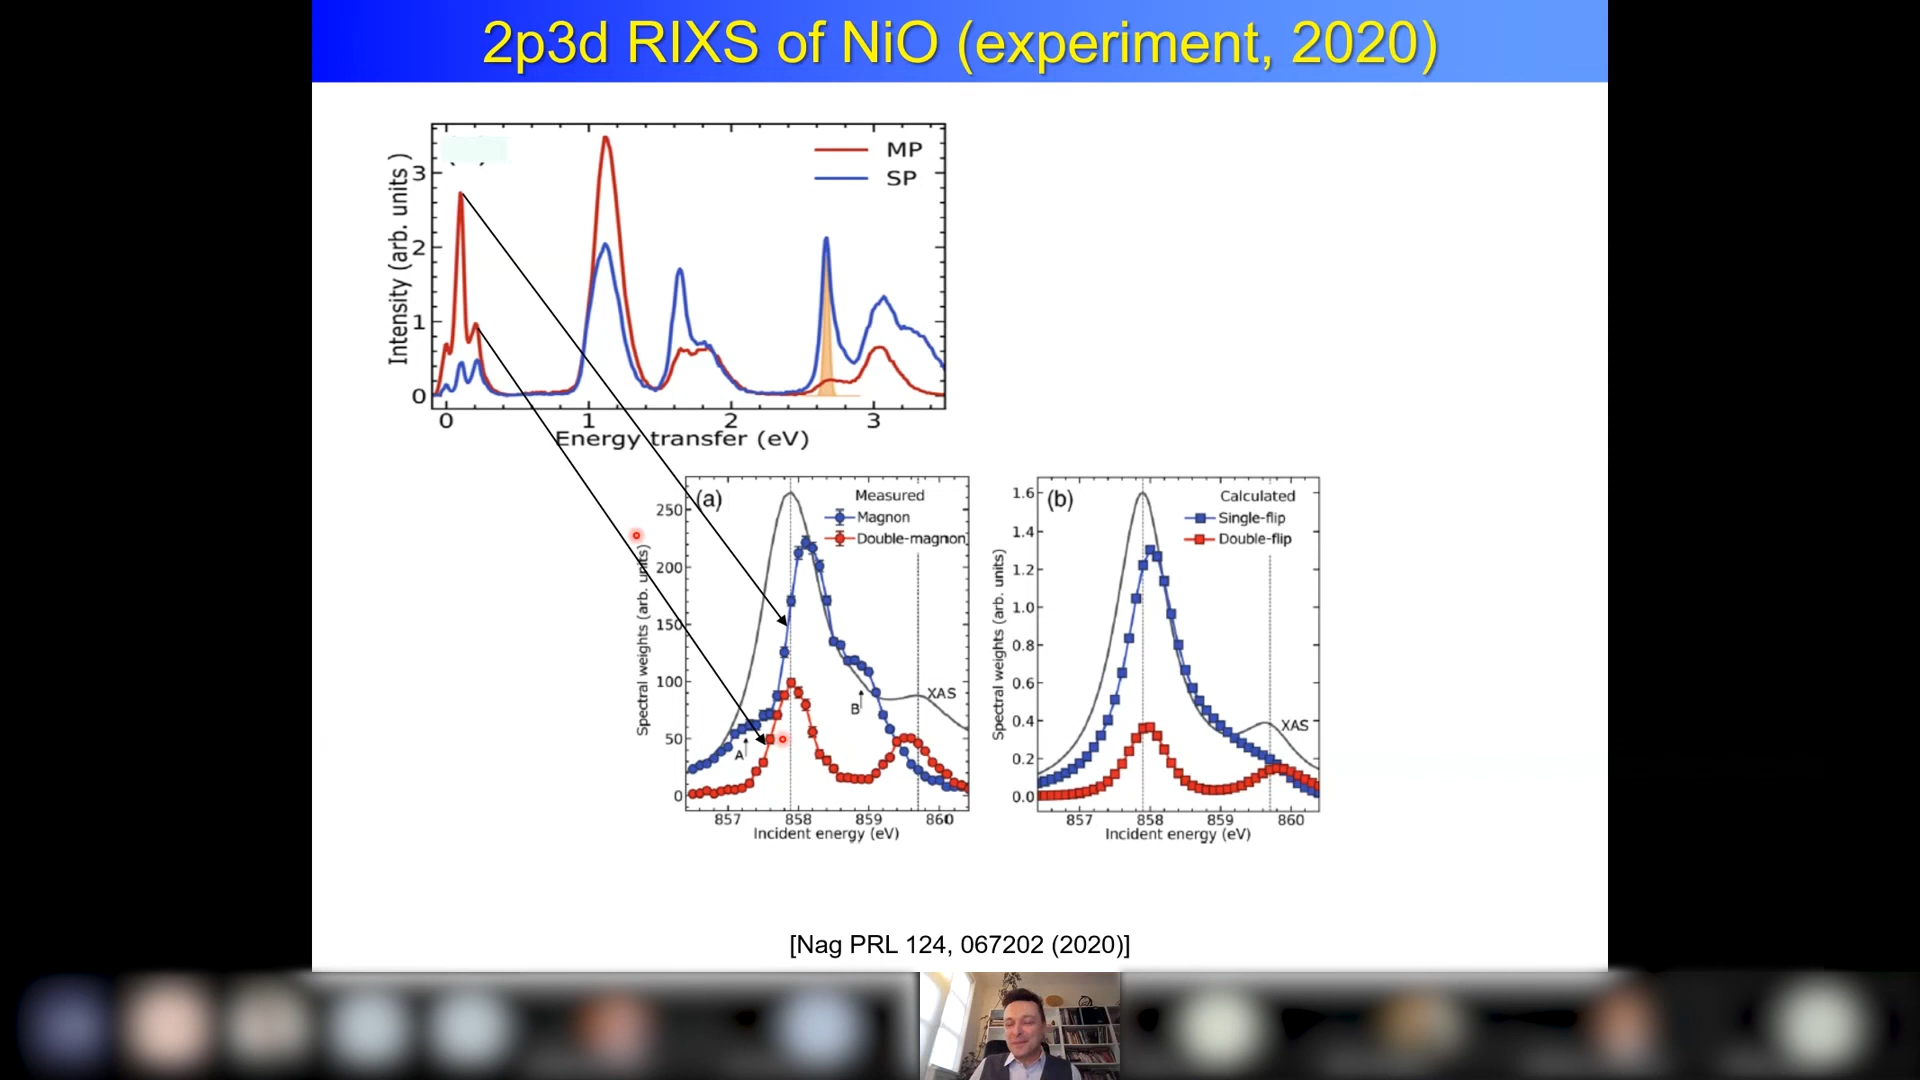 2p3d RIXS of NiO (experiment, 2020)
MP
SP
3
2
1
0
Intensity (arb. units)
0 1 2 3
Energy transfer (eV)
(a)
Measured
Magnon
Double-magnon
250
200
150
100
50
0
Spectral weights (arb. units)
A
B
XAS
857 858 859 860
Incident energy (eV)
(b)
Calculated
Single-flip
Double-flip
1.6
1.4
1.2
1.0
0.8
0.6
0.4
0.2
0.0
Spectral weights (arb. units)
XAS
857 858 859 860
Incident energy (eV)
[Nag PRL 124, 067202 (2020)]